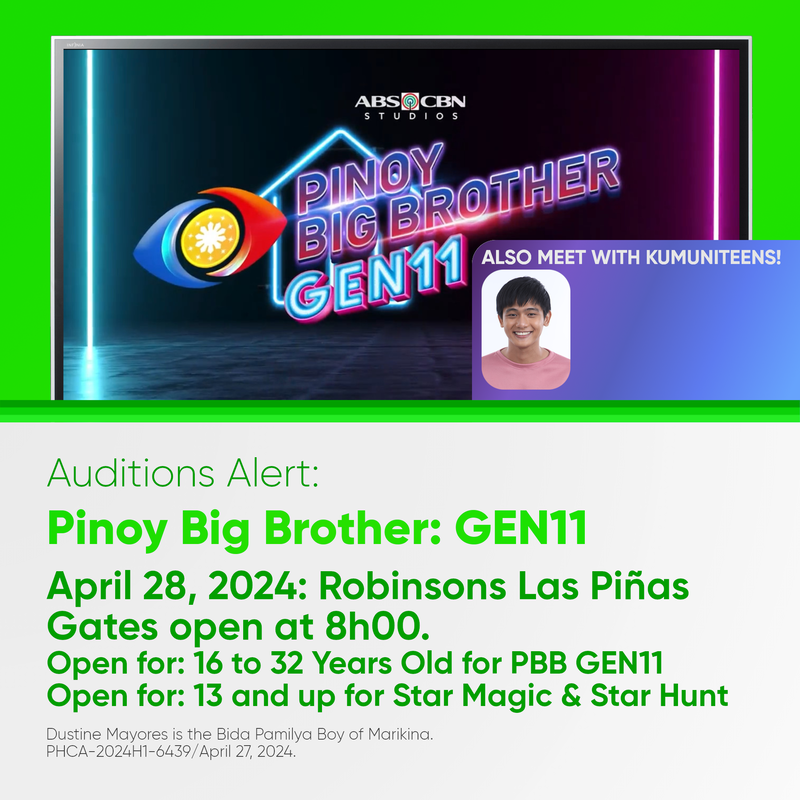 ABS CBN
STUDIOS
PINOY
BIG BROTHER
GEN11
ALSO MEET WITH KUMUNITEENS!
Auditions Alert:
Pinoy Big Brother: GEN11
April 28, 2024: Robinsons Las Piñas
Gates open at 8h00.
Open for: 16 to 32 Years Old for PBB GEN11
Open for: 13 and up for Star Magic & Star Hunt
Dustine Mayores is the Bida Pamilya Boy of Marikina.
PHCA-2024H1-6439/April 27, 2024.